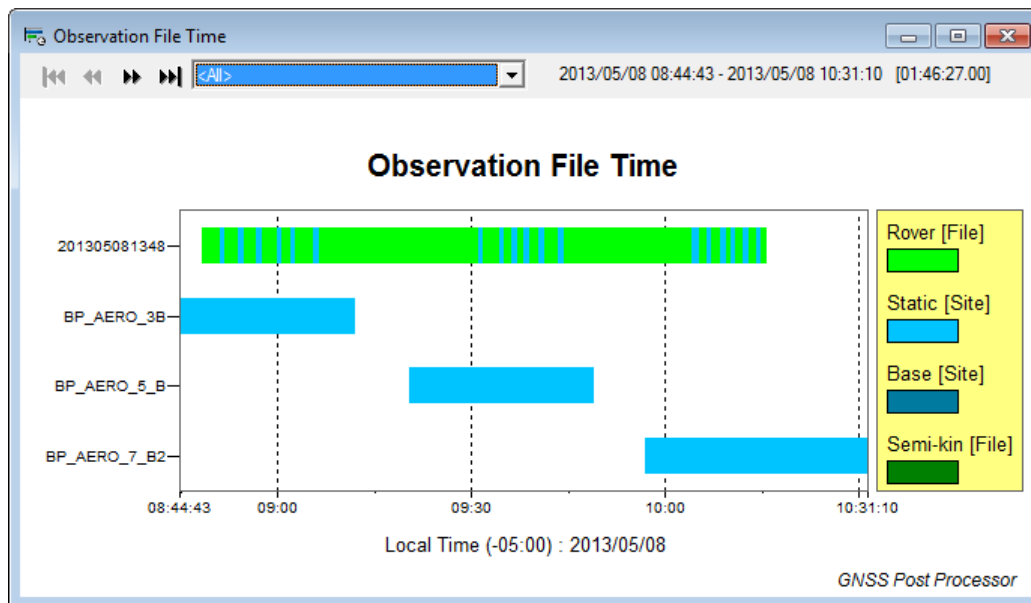 Observation File Time
<All>
2013/05/08 08:44:43 - 2013/05/08 10:31:10 [01:46:27.00]
Observation File Time
201305081348
BP_AERO_3B
BP_AERO_5_B
BP_AERO_7_B2
08:44:43 09:00 09:30 10:00 10:31:10
Local Time (-05:00) : 2013/05/08
Rover [File]
Static [Site]
Base [Site]
Semi-kin [File]
GNSS Post Processor